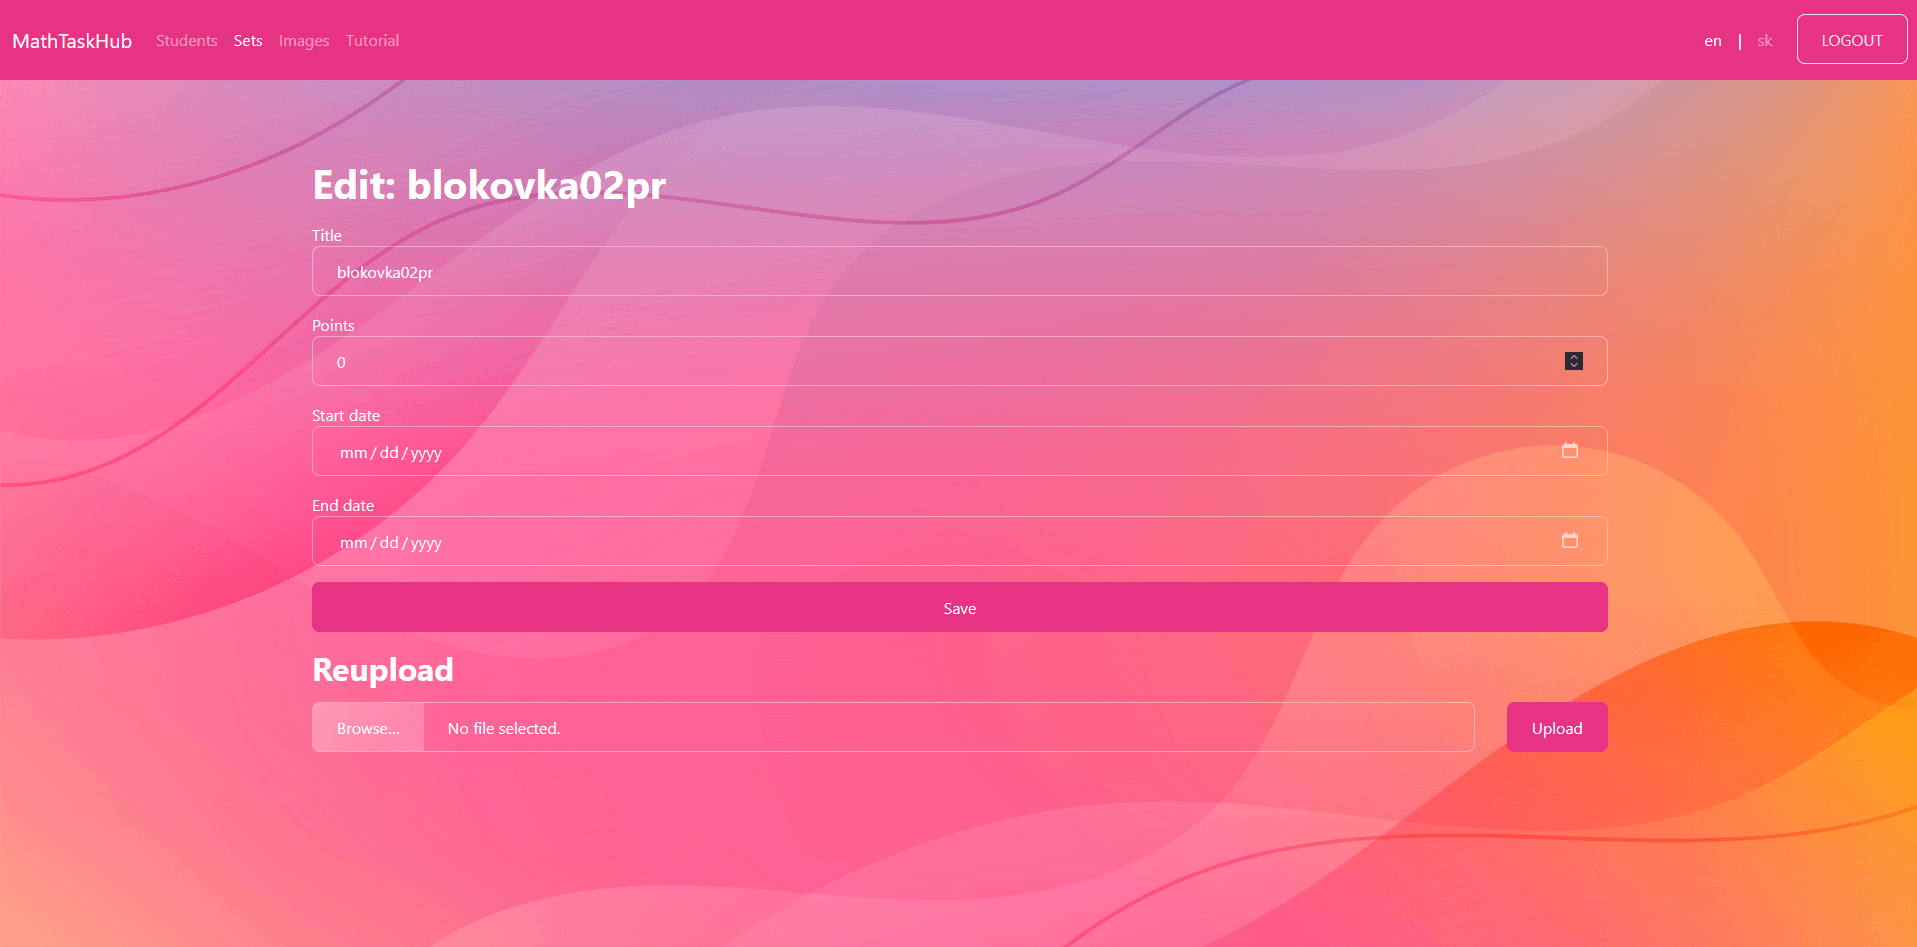 MathTaskHub Students Sets Images Tutorial en | sk LOGOUT
Edit: blokovka02pr
Title
blokovka02pr
Points
0
Start date
mm / dd / yyyy
End date
mm / dd / yyyy
Save
Reupload
Browse... No file selected. Upload